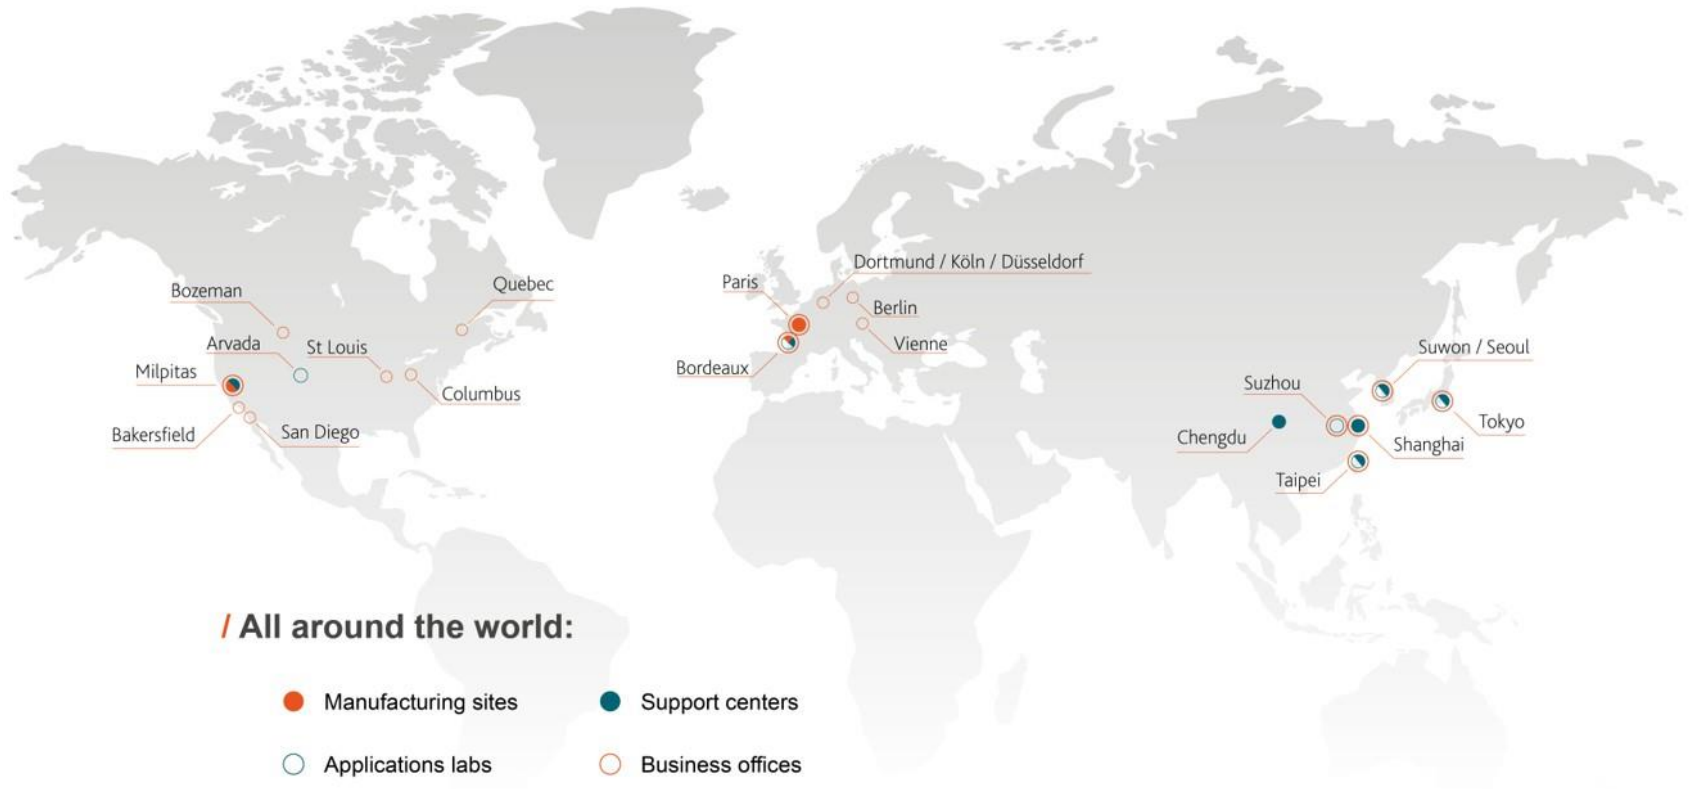 Dortmund / Köln / Düsseldorf
Paris
Quebec
Bozeman
Berlin
Arvada
St Louis
Vienne
Suwon / Seoul
Milpitas
Bordeaux
Suzhou
Columbus
Tokyo
Bakersfield
San Diego
Chengdu
Shanghai
Taipei
/ All around the world:
Manufacturing sites
Support centers
Applications labs
Business offices